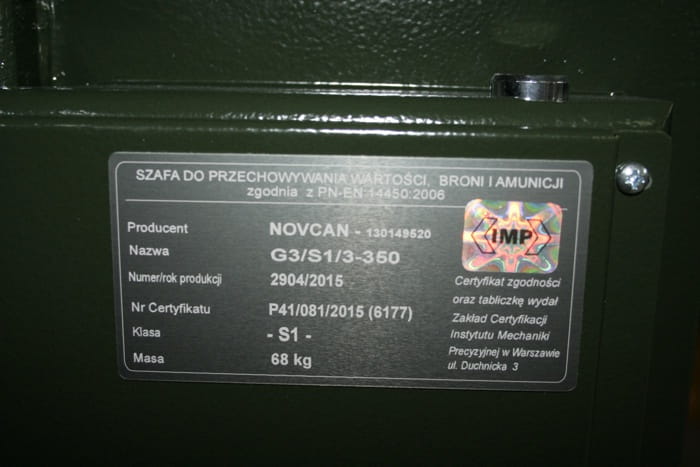 SZAFA DO PRZECHOWYWANIA WARTOŚCI, BRONI I AMUNICJI
zgodnia z PN-EN 14450:2006
Producent NOVCAN - 130149520
Nazwa G3/S1/3-350
Numer/rok produkcji 2904/2015
Nr Certyfikatu P41/081/2015 (6177)
Klasa - S1 -
Masa 68 kg
IMP
Certyfikat zgodności
oraz tabliczkę wydał
Zakład Certyfikacji
Instytutu Mechaniki
Precyzyjnej w Warszawie
ul. Duchnicka 3